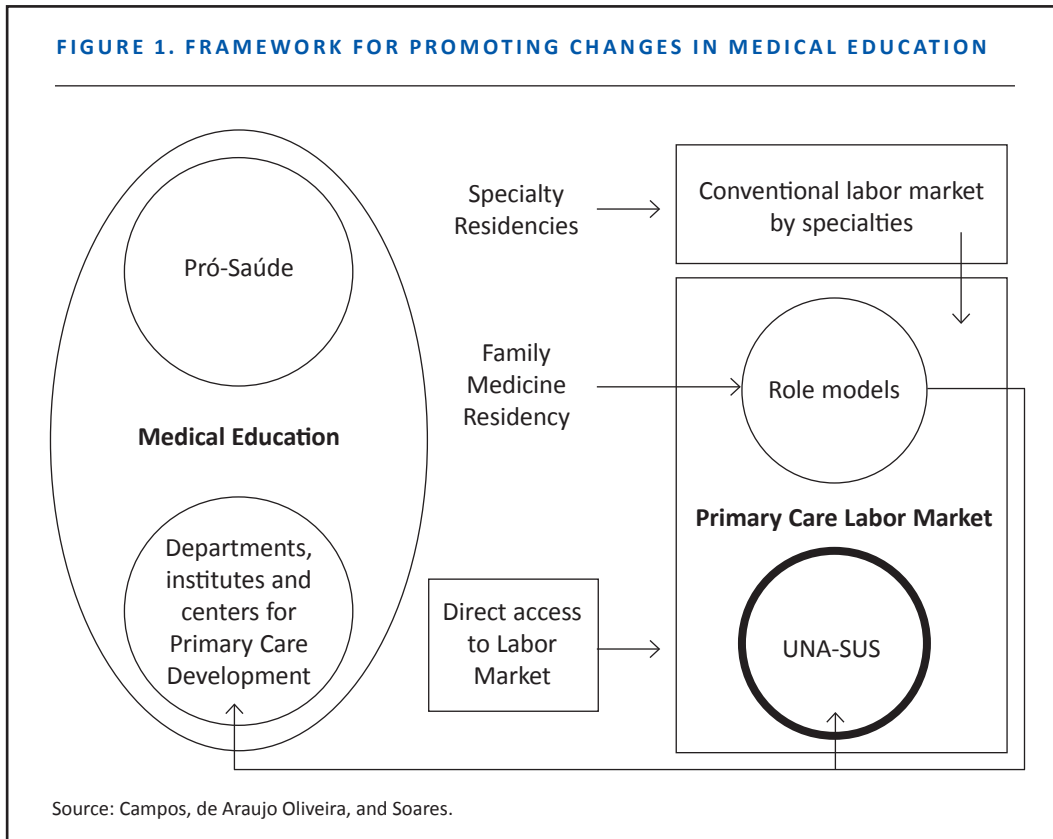 FIGURE 1. FRAMEWORK FOR PROMOTING CHANGES IN MEDICAL EDUCATION
Pró-Saúde
Medical Education
Departments,
institutes and
centers for
Primary Care
Development
Specialty
Residencies
Family
Medicine
Residency
Direct access
to Labor
Market
Conventional labor market
by specialties
Role models
Primary Care Labor Market
UNA-SUS
Source: Campos, de Araujo Oliveira, and Soares.